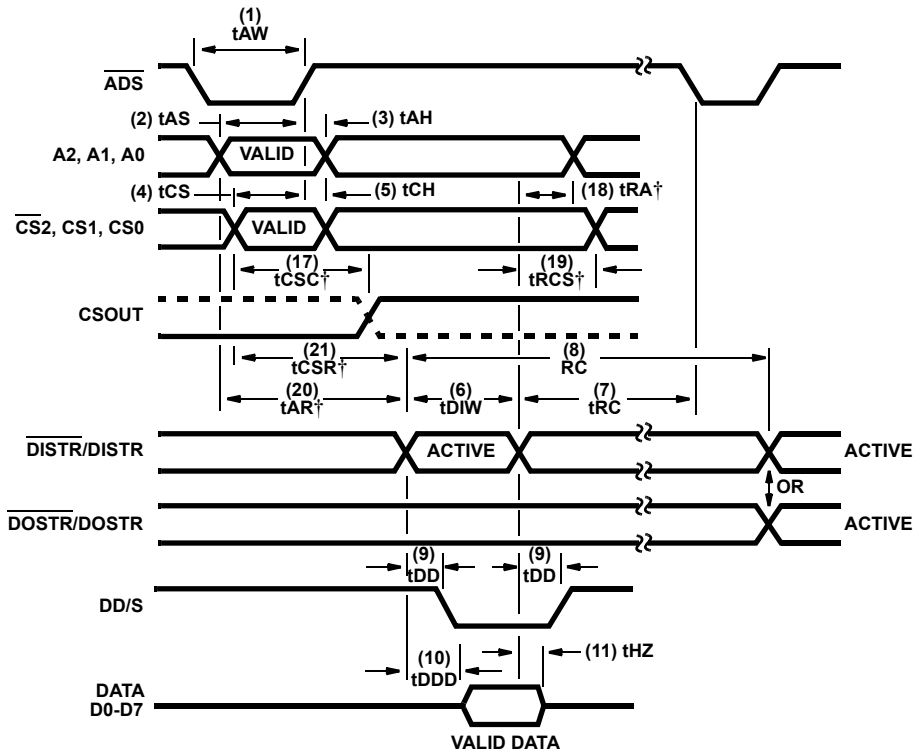 (1)
tAW
ADS
(2) tAS
(3) tAH
A2, A1, A0
VALID
(4) tCS
(5) tCH
(18) tRA†
CS2, CS1, CS0
VALID
(17)
tCSC†
(19)
tRCS†
CSOUT
(21)
tCSR†
(8)
RC
(20)
tAR†
(6)
tDIW
(7)
tRC
DISTR/DISTR
ACTIVE
ACTIVE
OR
DOSTR/DOSTR
ACTIVE
(9)
tDD
(9)
tDD
DD/S
(10)
tDDD
(11) tHZ
DATA
D0-D7
VALID DATA